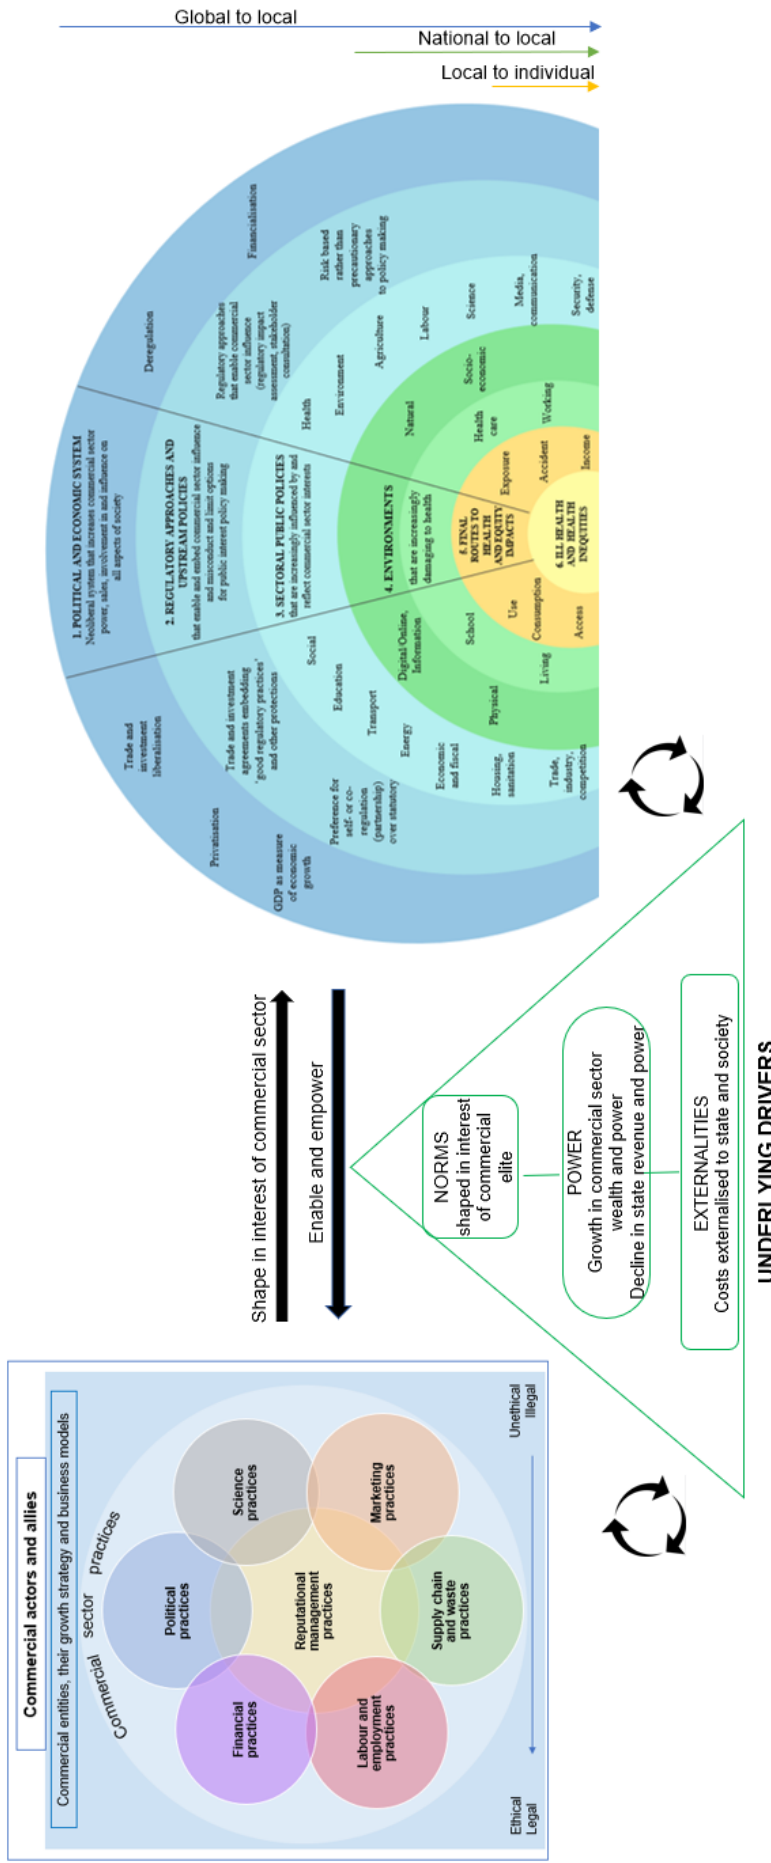 Global to local
National to local
Local to individual
Commercial actors and allies
Commercial entities, their growth strategy and business models
Commercial sector practices
Political
practices
Science
practices
Financial
practices
Reputational
management
practices
Marketing
practices
Labour and
employment
practices
Supply chain
and waste
practices
Ethical
Legal
Unethical
Illegal
Shape in interest of commercial sector
Enable and empower
NORMS
shaped in interest
of commercial
elite
POWER
Growth in commercial sector
wealth and power
Decline in state revenue and power
EXTERNALITIES
Costs externalised to state and society
UNDERLYING DRIVERS
1. POLITICAL AND ECONOMIC SYSTEM
Neoliberal system that increases commercial sector
power, sales, involvement in and influence on
all aspects of society
GDP as measure
of economic
growth
Privatisation
Trade and
investment
liberalisation
Deregulation
Financialisation
2. REGULATORY APPROACHES AND
UPSTREAM POLICIES
that enable and embed commercial sector influence
and misconduct and limit options
for public interest policy making
Preference for
self- or co-
regulation
(partnership)
over statutory
Trade and investment
agreements embedding
'good regulatory practices'
and other protections
Regulatory approaches
that enable commercial
sector influence
(regulatory impact
assessment, stakeholder
consultation)
Risk based
rather than
precautionary
approaches
to policy making
3. SECTORAL PUBLIC POLICIES
that are increasingly influenced by and
reflect commercial sector interests
Trade,
industry,
competition
Housing,
sanitation
Economic
and fiscal
Energy
Transport
Education
Social
Health
Environment
Agriculture
Labour
Science
Media,
communication
Security,
defense
4. ENVIRONMENTS
that are increasingly
damaging to health
Physical
Digital/Online,
Information
Natural
Socio-
economic
Living
School
Health
care
Working
5. FINAL
ROUTES TO
HEALTH
AND EQUITY
IMPACTS
Access
Consumption
Use
Exposure
Accident
Income
6. ILL HEALTH
AND HEALTH
INEQUITIES